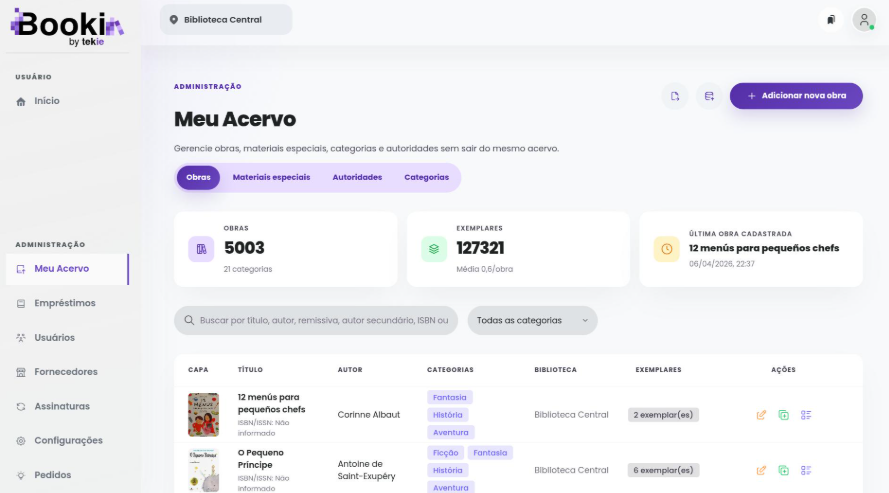 Booki
by tekie
Biblioteca Central
USUÁRIO
Início
ADMINISTRAÇÃO
Meu Acervo
Empréstimos
Usuários
Fornecedores
Assinaturas
Configurações
Pedidos
ADMINISTRAÇÃO
Adicionar nova obra
Meu Acervo
Gerencie obras, materiais especiais, categorias e autoridades sem sair do mesmo acervo.
Obras Materiais especiais Autoridades Categorias
OBRAS
5003
21 categorias
EXEMPLARES
127321
Média 0,6/obra
ÚLTIMA OBRA CADASTRADA
12 menús para pequeños chefs
06/04/2026, 22:37
Buscar por título, autor, remissiva, autor secundário, ISBN ou
Todas as categorias
CAPA TÍTULO AUTOR CATEGORIAS BIBLIOTECA EXEMPLARES AÇÕES
12 menús para
pequeños chefs
ISBN/ISSN: Não
informado
Corinne Albaut
Fantasia
História
Aventura
Biblioteca Central
2 exemplar(es)
O Pequeno
Príncipe
ISBN/ISSN: Não
informado
Antoine de
Saint-Exupéry
Ficção Fantasia
História
Aventura
Biblioteca Central
6 exemplar(es)